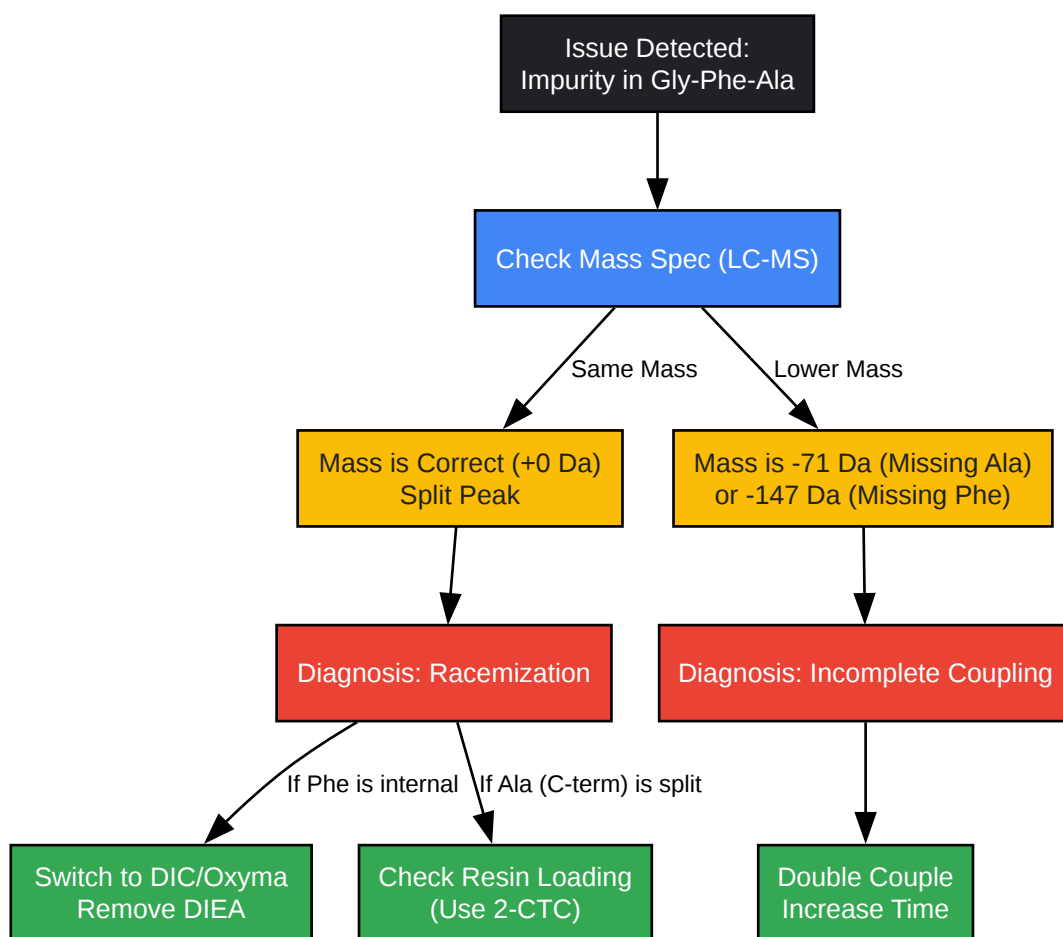 Issue Detected:
Impurity in Gly-Phe-Ala
Check Mass Spec (LC-MS)
Same Mass
Lower Mass
Mass is Correct (+0 Da)
Split Peak
Mass is -71 Da (Missing Ala)
or -147 Da (Missing Phe)
Diagnosis: Racemization
Diagnosis: Incomplete Coupling
If Phe is internal
If Ala (C-term) is split
Switch to DIC/Oxyma
Remove DIEA
Check Resin Loading
(Use 2-CTC)
Double Couple
Increase Time